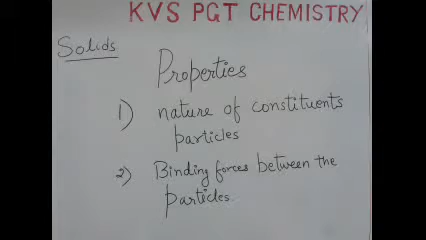 KVS PGT CHEMISTRY
Solids
Properties
1) nature of constituents
particles
2) Binding forces between the
particles.